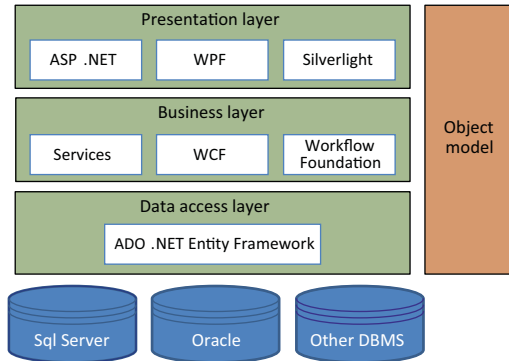 Presentation layer
ASP .NET
WPF
Silverlight
Business layer
Services
WCF
Workflow
Foundation
Data access layer
ADO .NET Entity Framework
Object
model
Sql Server
Oracle
Other DBMS